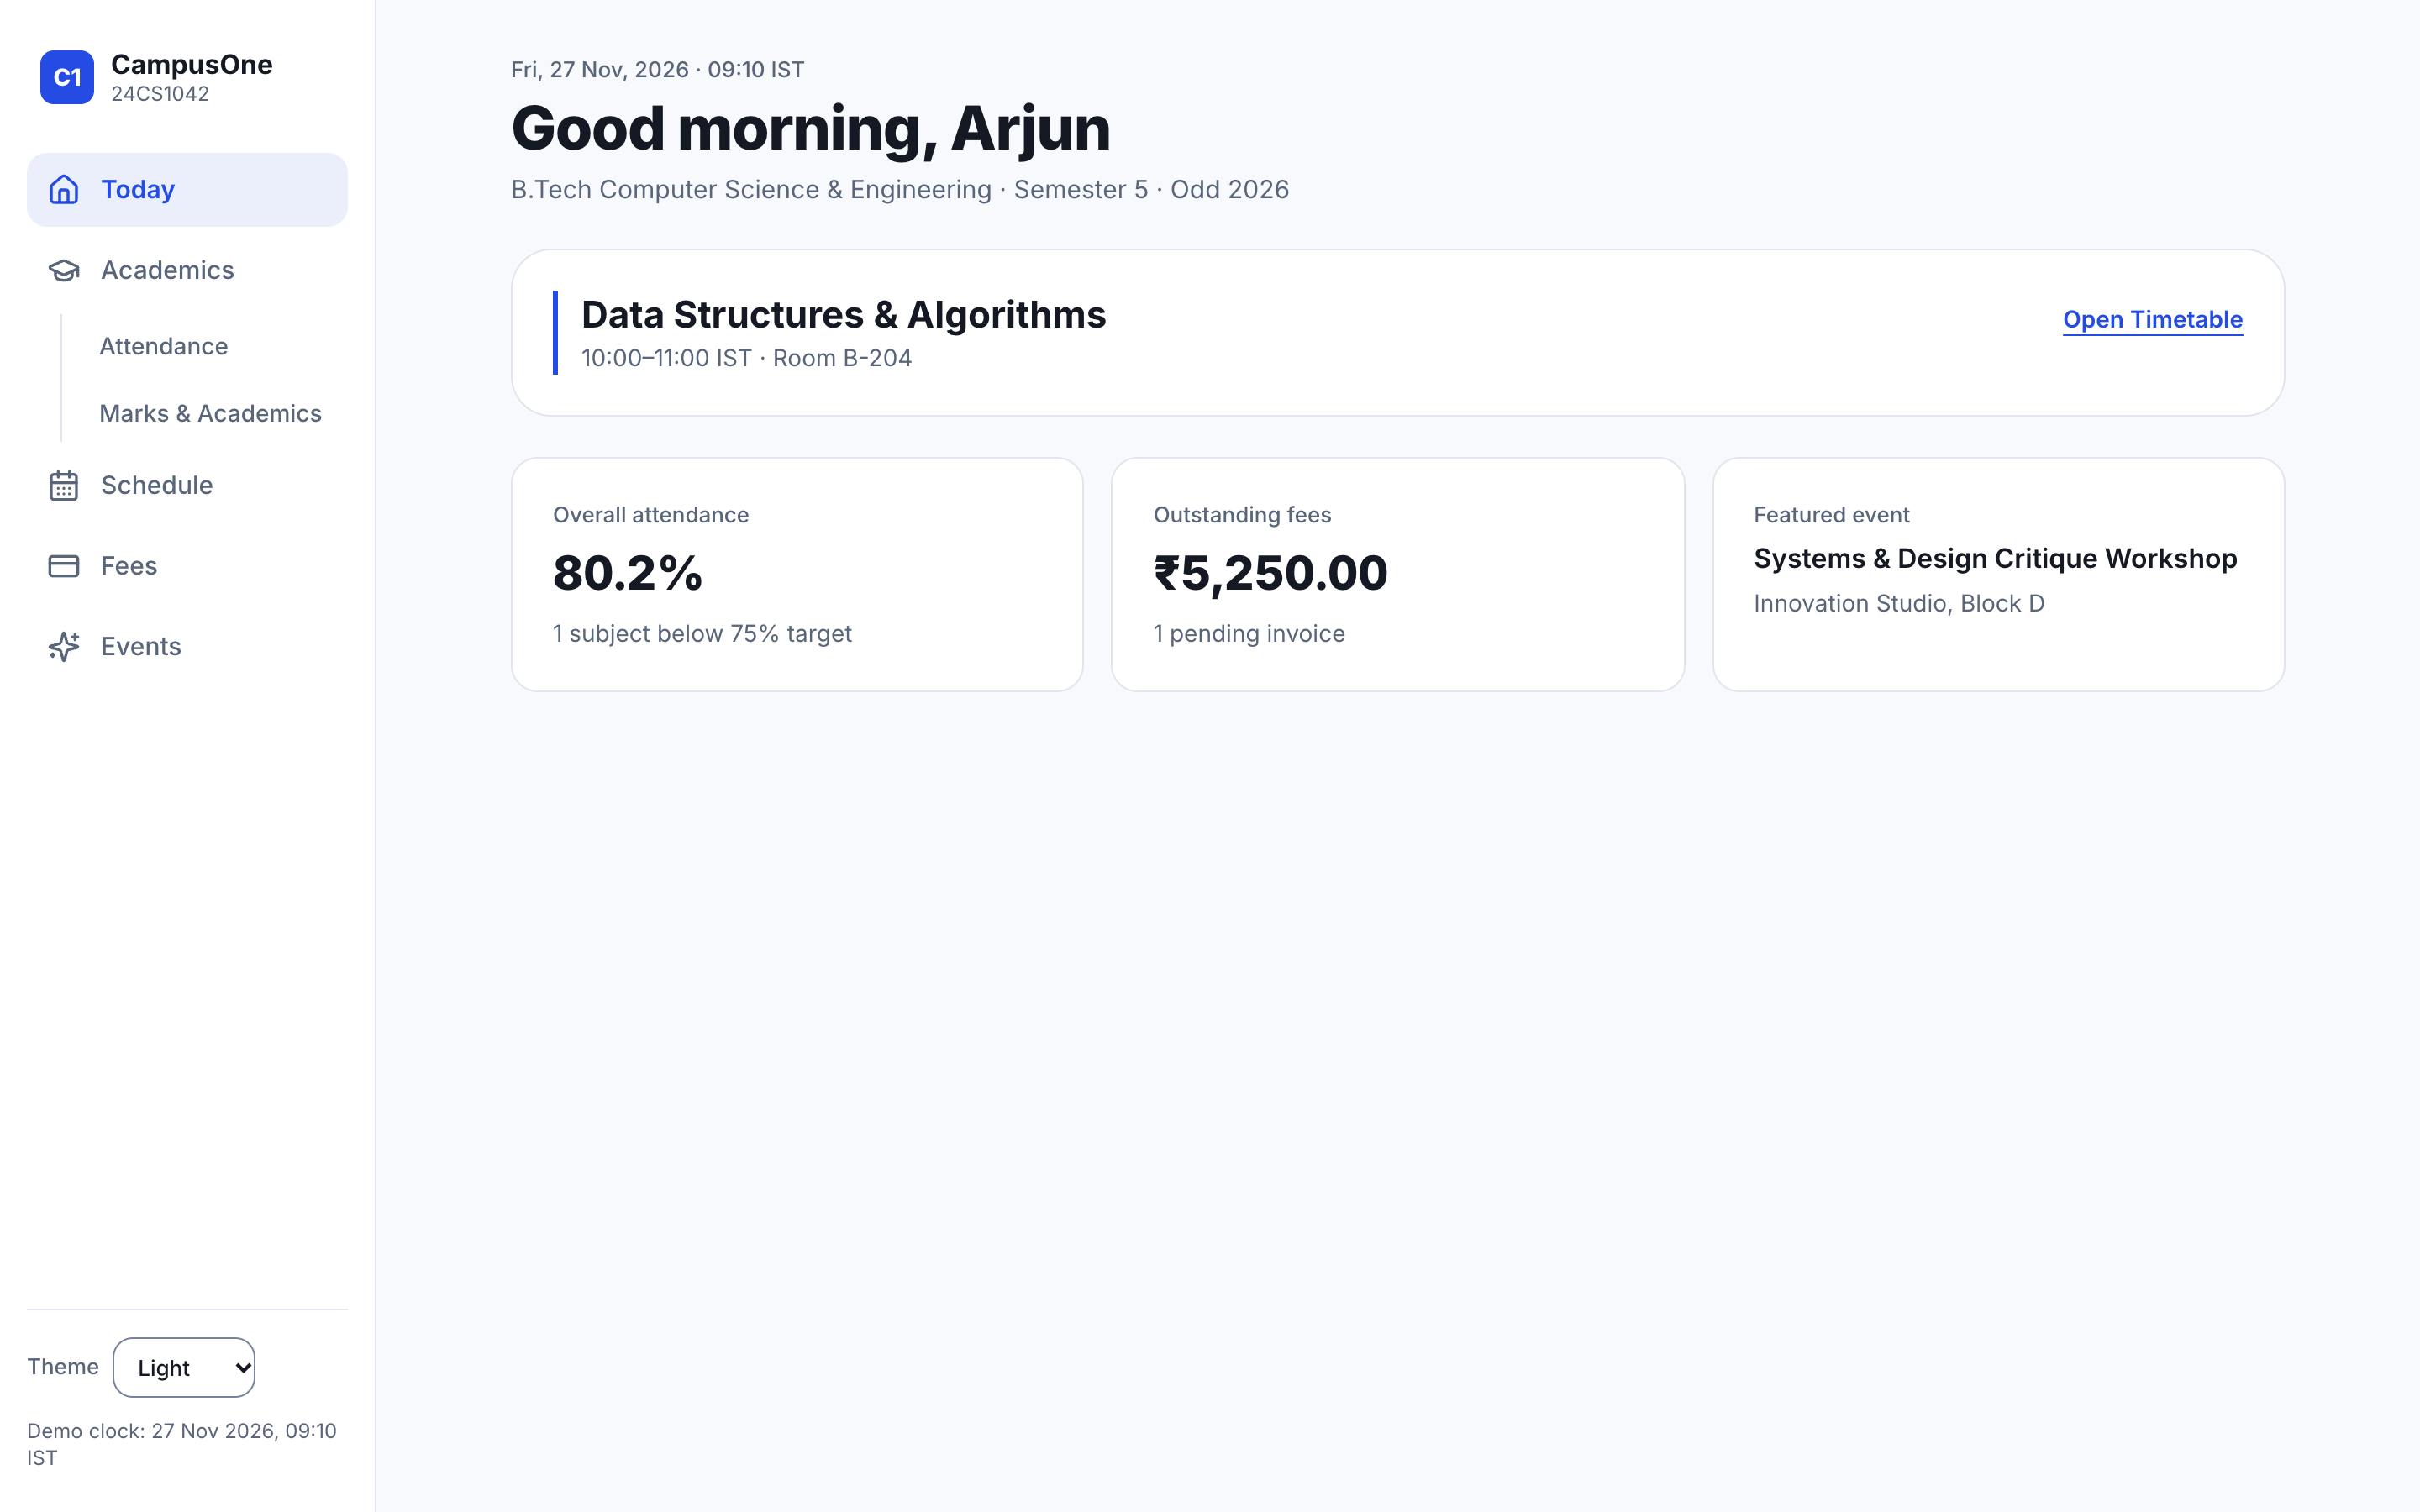 C1
CampusOne
24CS1042
Today
Academics
Attendance
Marks & Academics
Schedule
Fees
Events
Theme
Light
Demo clock: 27 Nov 2026, 09:10
IST
Fri, 27 Nov, 2026 · 09:10 IST
Good morning, Arjun
B.Tech Computer Science & Engineering · Semester 5 · Odd 2026
Data Structures & Algorithms
10:00–11:00 IST · Room B-204
Open Timetable
Overall attendance
80.2%
1 subject below 75% target
Outstanding fees
₹5,250.00
1 pending invoice
Featured event
Systems & Design Critique Workshop
Innovation Studio, Block D